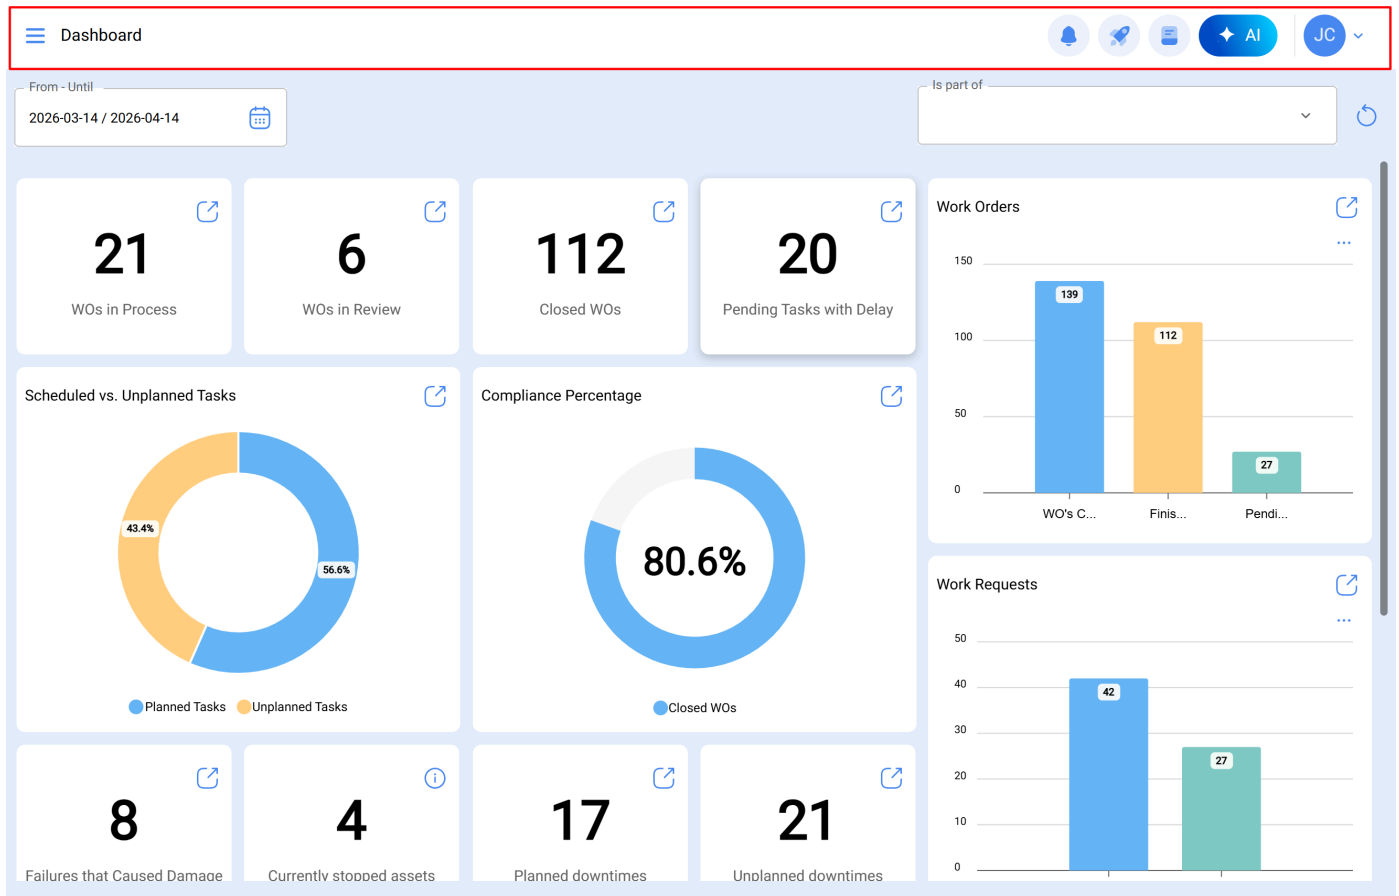 Dashboard
AI
JC
From - Until
2026-03-14 / 2026-04-14
Is part of
21
WOs in Process
6
WOs in Review
112
Closed WOs
20
Pending Tasks with Delay
Work Orders
...
150
100
50
0
139
112
27
WO's C...
Finis...
Pendi...
Scheduled vs. Unplanned Tasks
43.4%
56.6%
Planned Tasks
Unplanned Tasks
Compliance Percentage
80.6%
Closed WOs
Work Requests
...
50
40
30
20
10
0
42
27
8
Failures that Caused Damage
4
Currently stopped assets
17
Planned downtimes
21
Unplanned downtimes